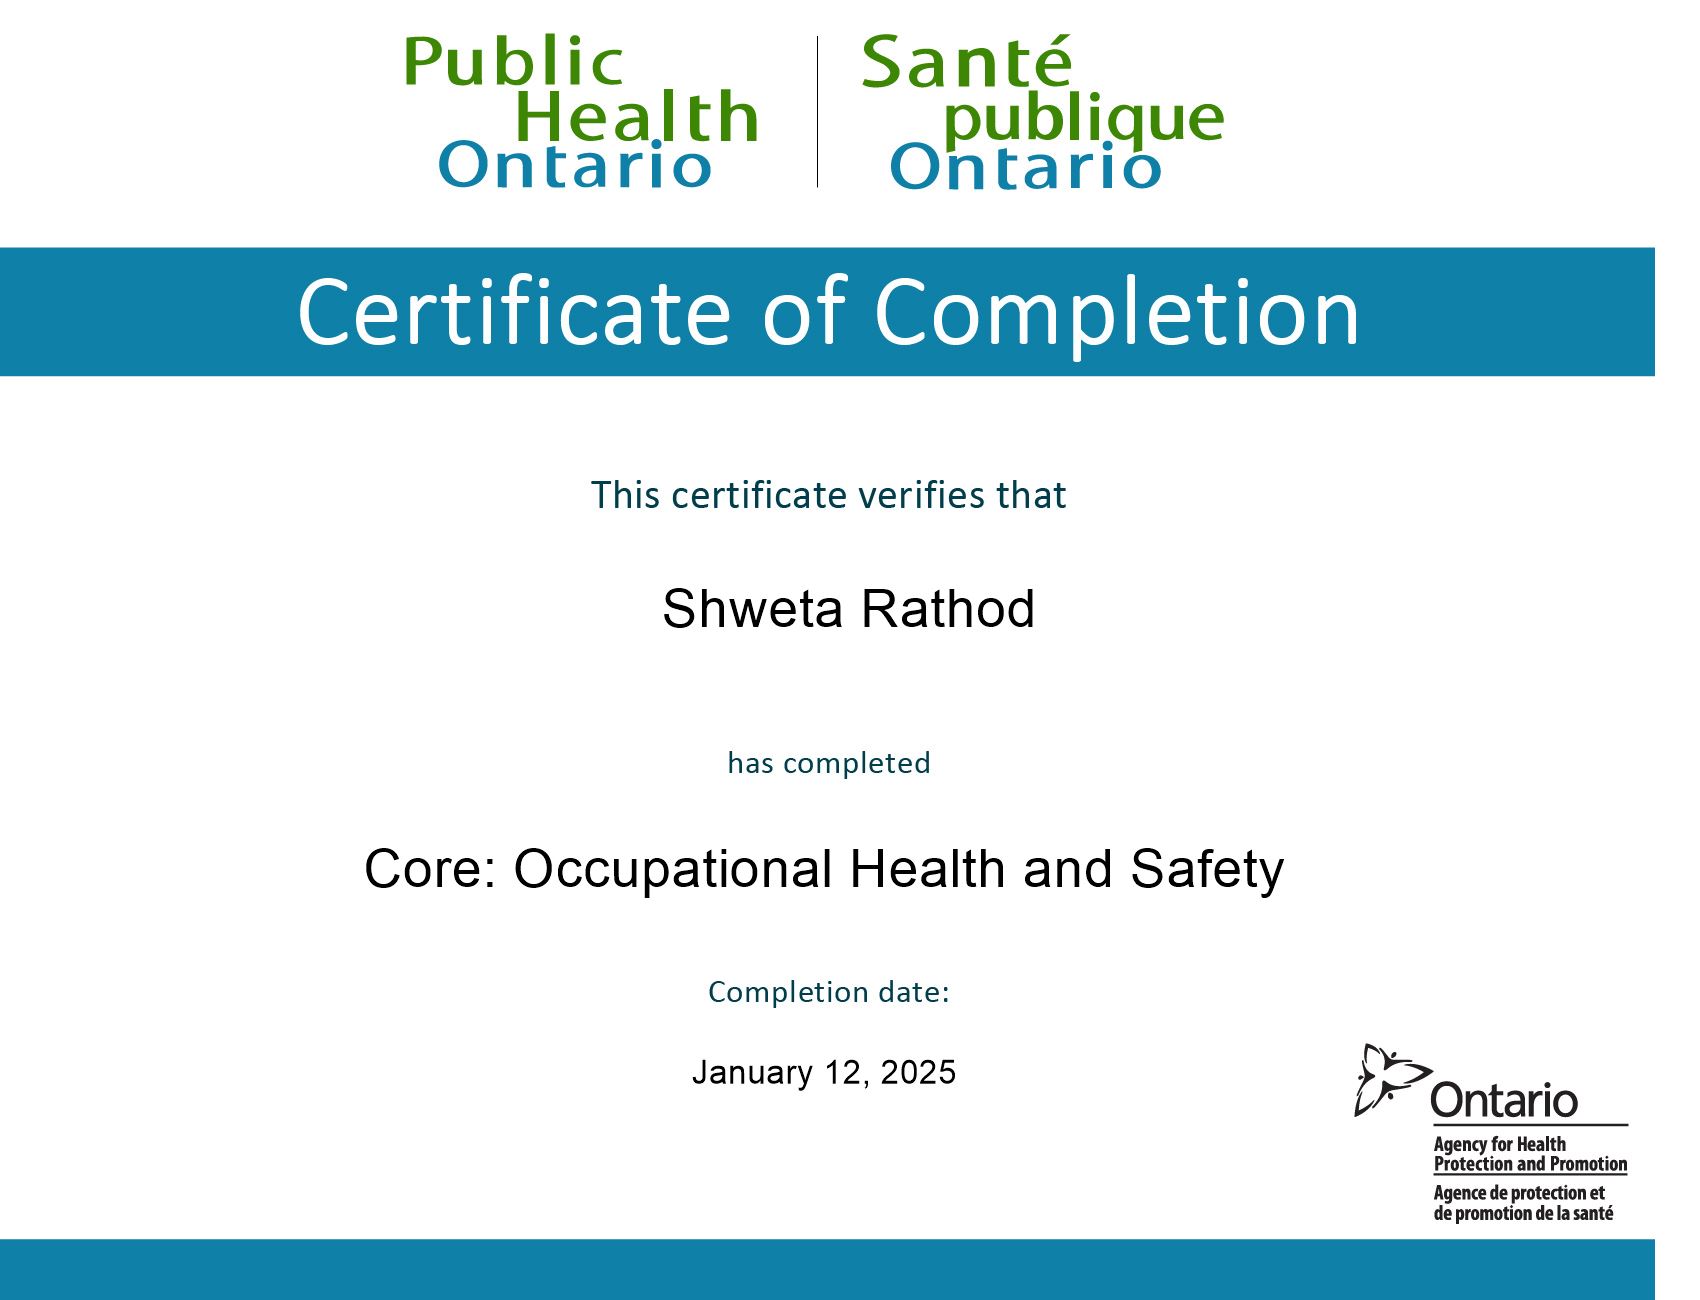 Public
Health
Ontario
Santé
publique
Ontario
Certificate of Completion
This certificate verifies that
Shweta Rathod
has completed
Core: Occupational Health and Safety
Completion date:
January 12, 2025
Ontario
Agency for Health
Protection and Promotion
Agence de protection et
de promotion de la santé